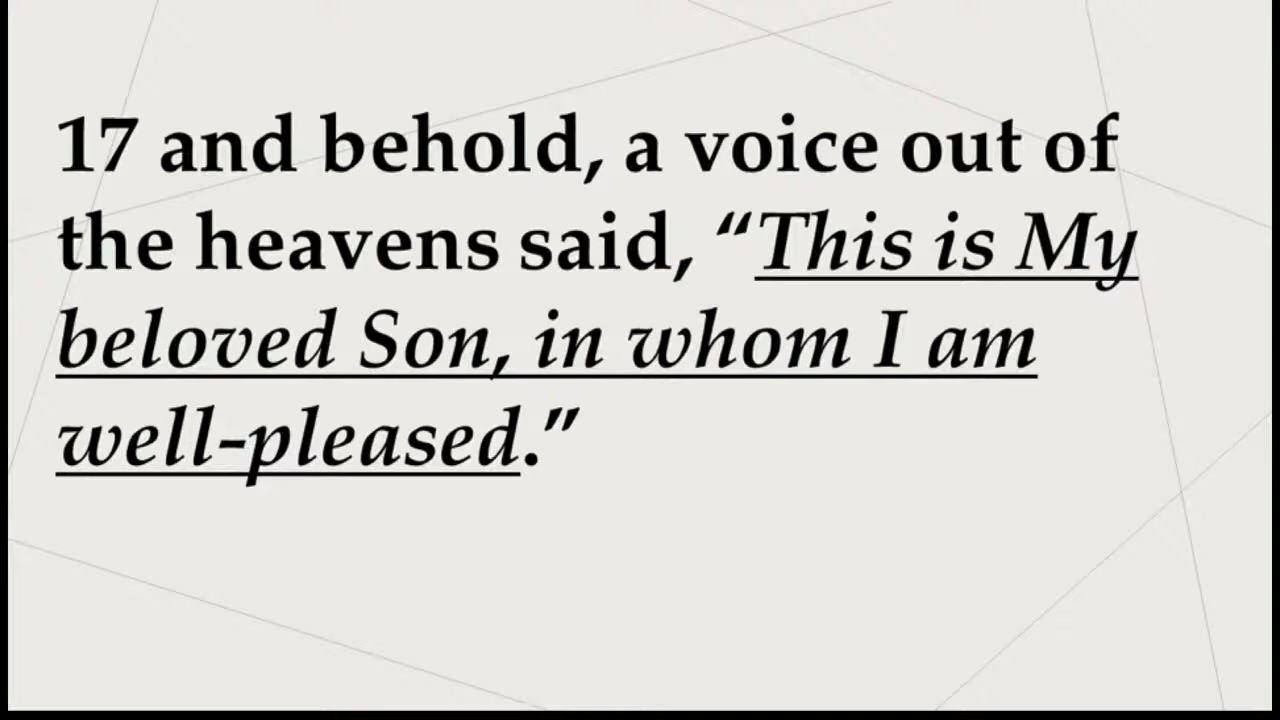 17 and behold, a voice out of
the heavens said, “This is My
beloved Son, in whom I am
well-pleased.”